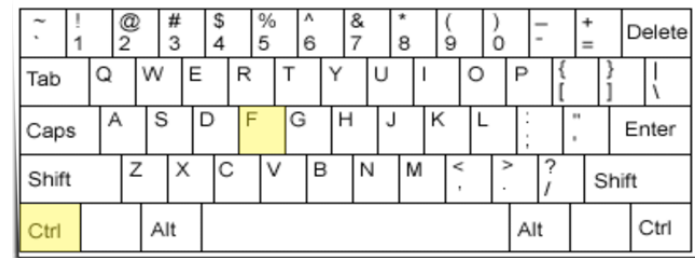 ~ ! @ # $ % ^ & * ( ) _ + Delete
` 1 2 3 4 5 6 7 8 9 0 - =
Tab Q W E R T Y U I O P { } |
[ ] \
Caps A S D F G H J K L : " Enter
; '
Shift Z X C V B N M < > ? Shift
, . /
Ctrl Alt Alt Ctrl